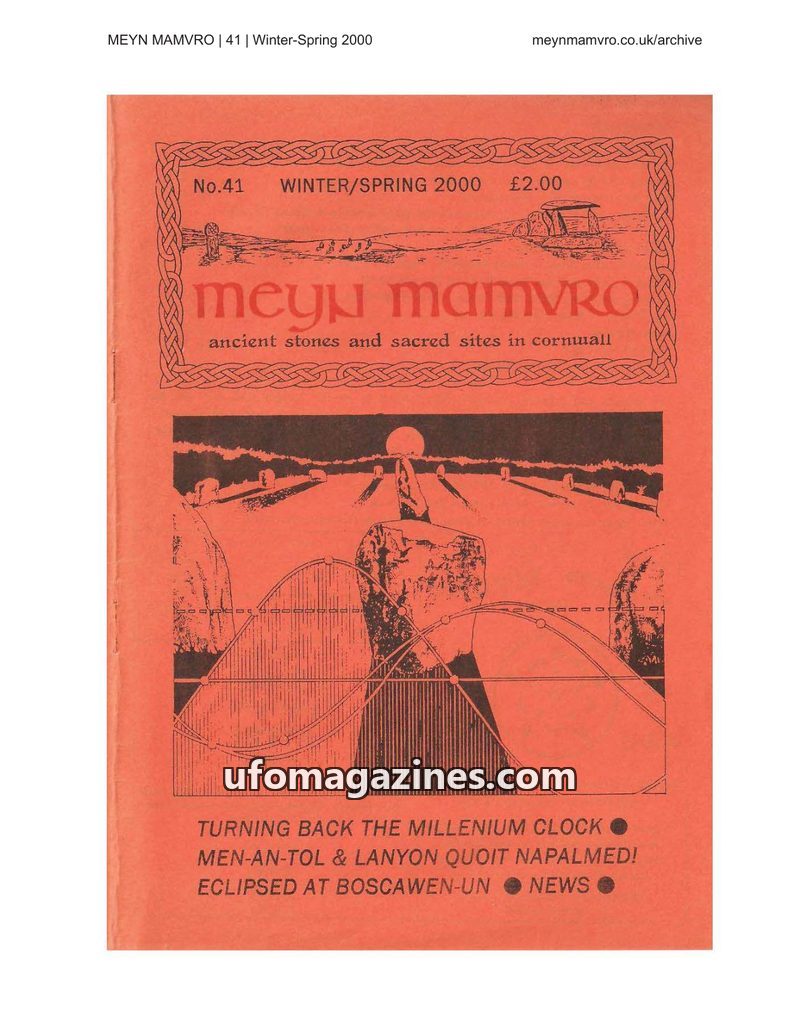 MEYN MAMVRO | 41 | Winter-Spring 2000 meynmamvro.co.uk/archive
No.41 WINTER/SPRING 2000 £2.00
meyn mamvro
ancient stones and sacred sites in cornwall
ufomagazines.com
TURNING BACK THE MILLENIUM CLOCK ●
MEN-AN-TOL & LANYON QUOIT NAPALMED!
ECLIPSED AT BOSCAWEN-UN ● NEWS ●